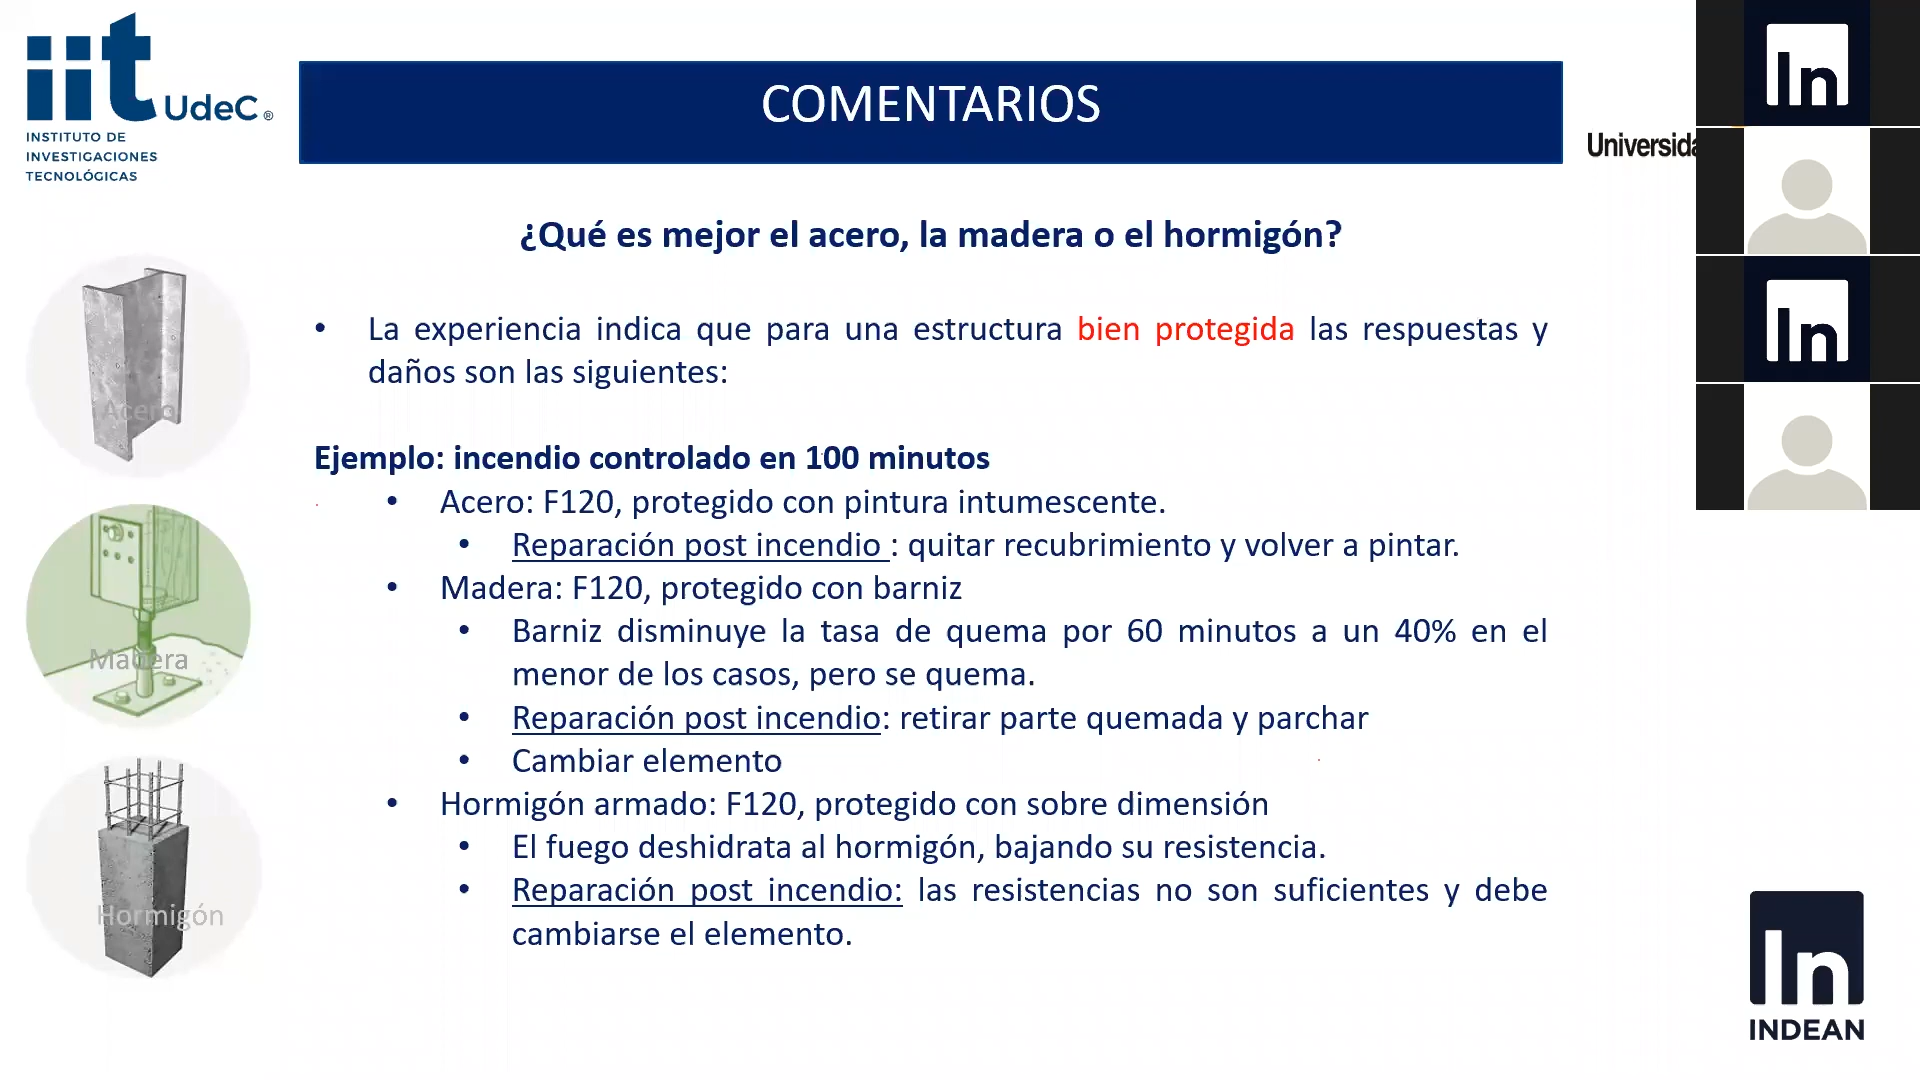 iit UdeC®
INSTITUTO DE
INVESTIGACIONES
TECNOLÓGICAS
COMENTARIOS
In
Universida
¿Qué es mejor el acero, la madera o el hormigón?
• La experiencia indica que para una estructura bien protegida las respuestas y
daños son las siguientes:
In
Acero
Ejemplo: incendio controlado en 100 minutos
• Acero: F120, protegido con pintura intumescente.
• Reparación post incendio : quitar recubrimiento y volver a pintar.
• Madera: F120, protegido con barniz
• Barniz disminuye la tasa de quema por 60 minutos a un 40% en el
menor de los casos, pero se quema.
Madera
• Reparación post incendio: retirar parte quemada y parchar
• Cambiar elemento
• Hormigón armado: F120, protegido con sobre dimensión
• El fuego deshidrata al hormigón, bajando su resistencia.
• Reparación post incendio: las resistencias no son suficientes y debe
cambiarse el elemento.
Hormigón
In
INDEAN